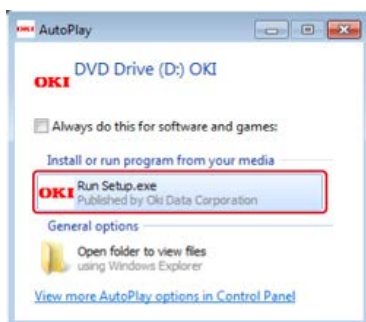 OKI AutoPlay
DVD Drive (D:) OKI
OKI
Always do this for software and games:
Install or run program from your media
OKI Run Setup.exe
Published by Oki Data Corporation
General options
Open folder to view files
using Windows Explorer
View more AutoPlay options in Control Panel